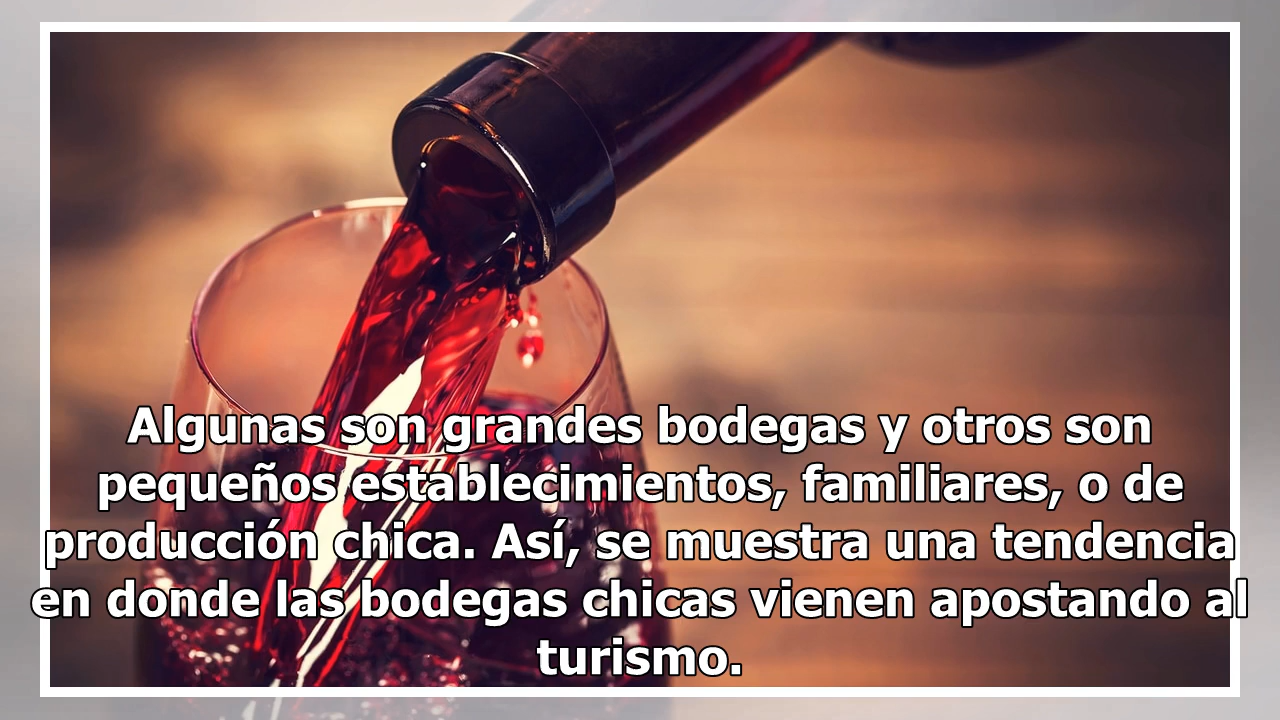 Algunas son grandes bodegas y otros son
pequeños establecimientos, familiares, o de
producción chica. Así, se muestra una tendencia
en donde las bodegas chicas vienen apostando al
turismo.